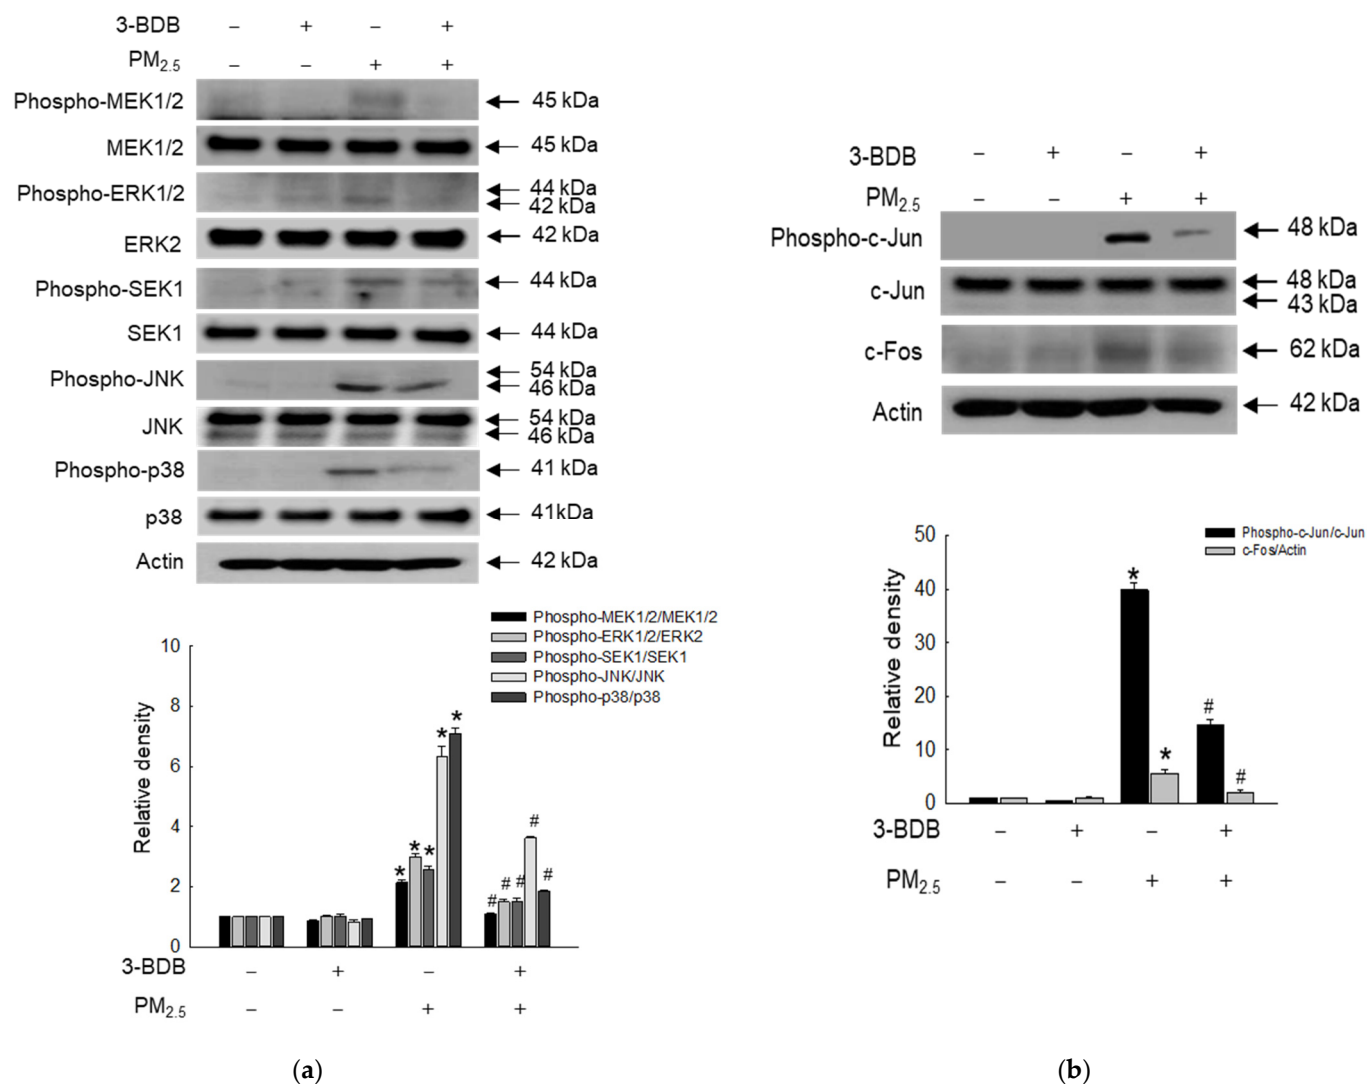 3-BDB – + – +
PM2.5 – – + +
Phospho-MEK1/2 45 kDa
MEK1/2 45 kDa
Phospho-ERK1/2 44 kDa
42 kDa
ERK2 42 kDa
Phospho-SEK1 44 kDa
SEK1 44 kDa
Phospho-JNK 54 kDa
46 kDa
JNK 54 kDa
46 kDa
Phospho-p38 41 kDa
p38 41kDa
Actin 42 kDa
Phospho-MEK1/2/MEK1/2
Phospho-ERK1/2/ERK2
Phospho-SEK1/SEK1
Phospho-JNK/JNK
Phospho-p38/p38
Relative density
10
8
6
4
2
0
* * * * *
# # # # #
3-BDB – + – +
PM2.5 – – + +
(a)
3-BDB – + – +
PM2.5 – – + +
Phospho-c-Jun 48 kDa
c-Jun 48 kDa
43 kDa
c-Fos 62 kDa
Actin 42 kDa
Phospho-c-Jun/c-Jun
c-Fos/Actin
Relative density
50
40
30
20
10
0
* *
# #
3-BDB – + – +
PM2.5 – – + +
(b)